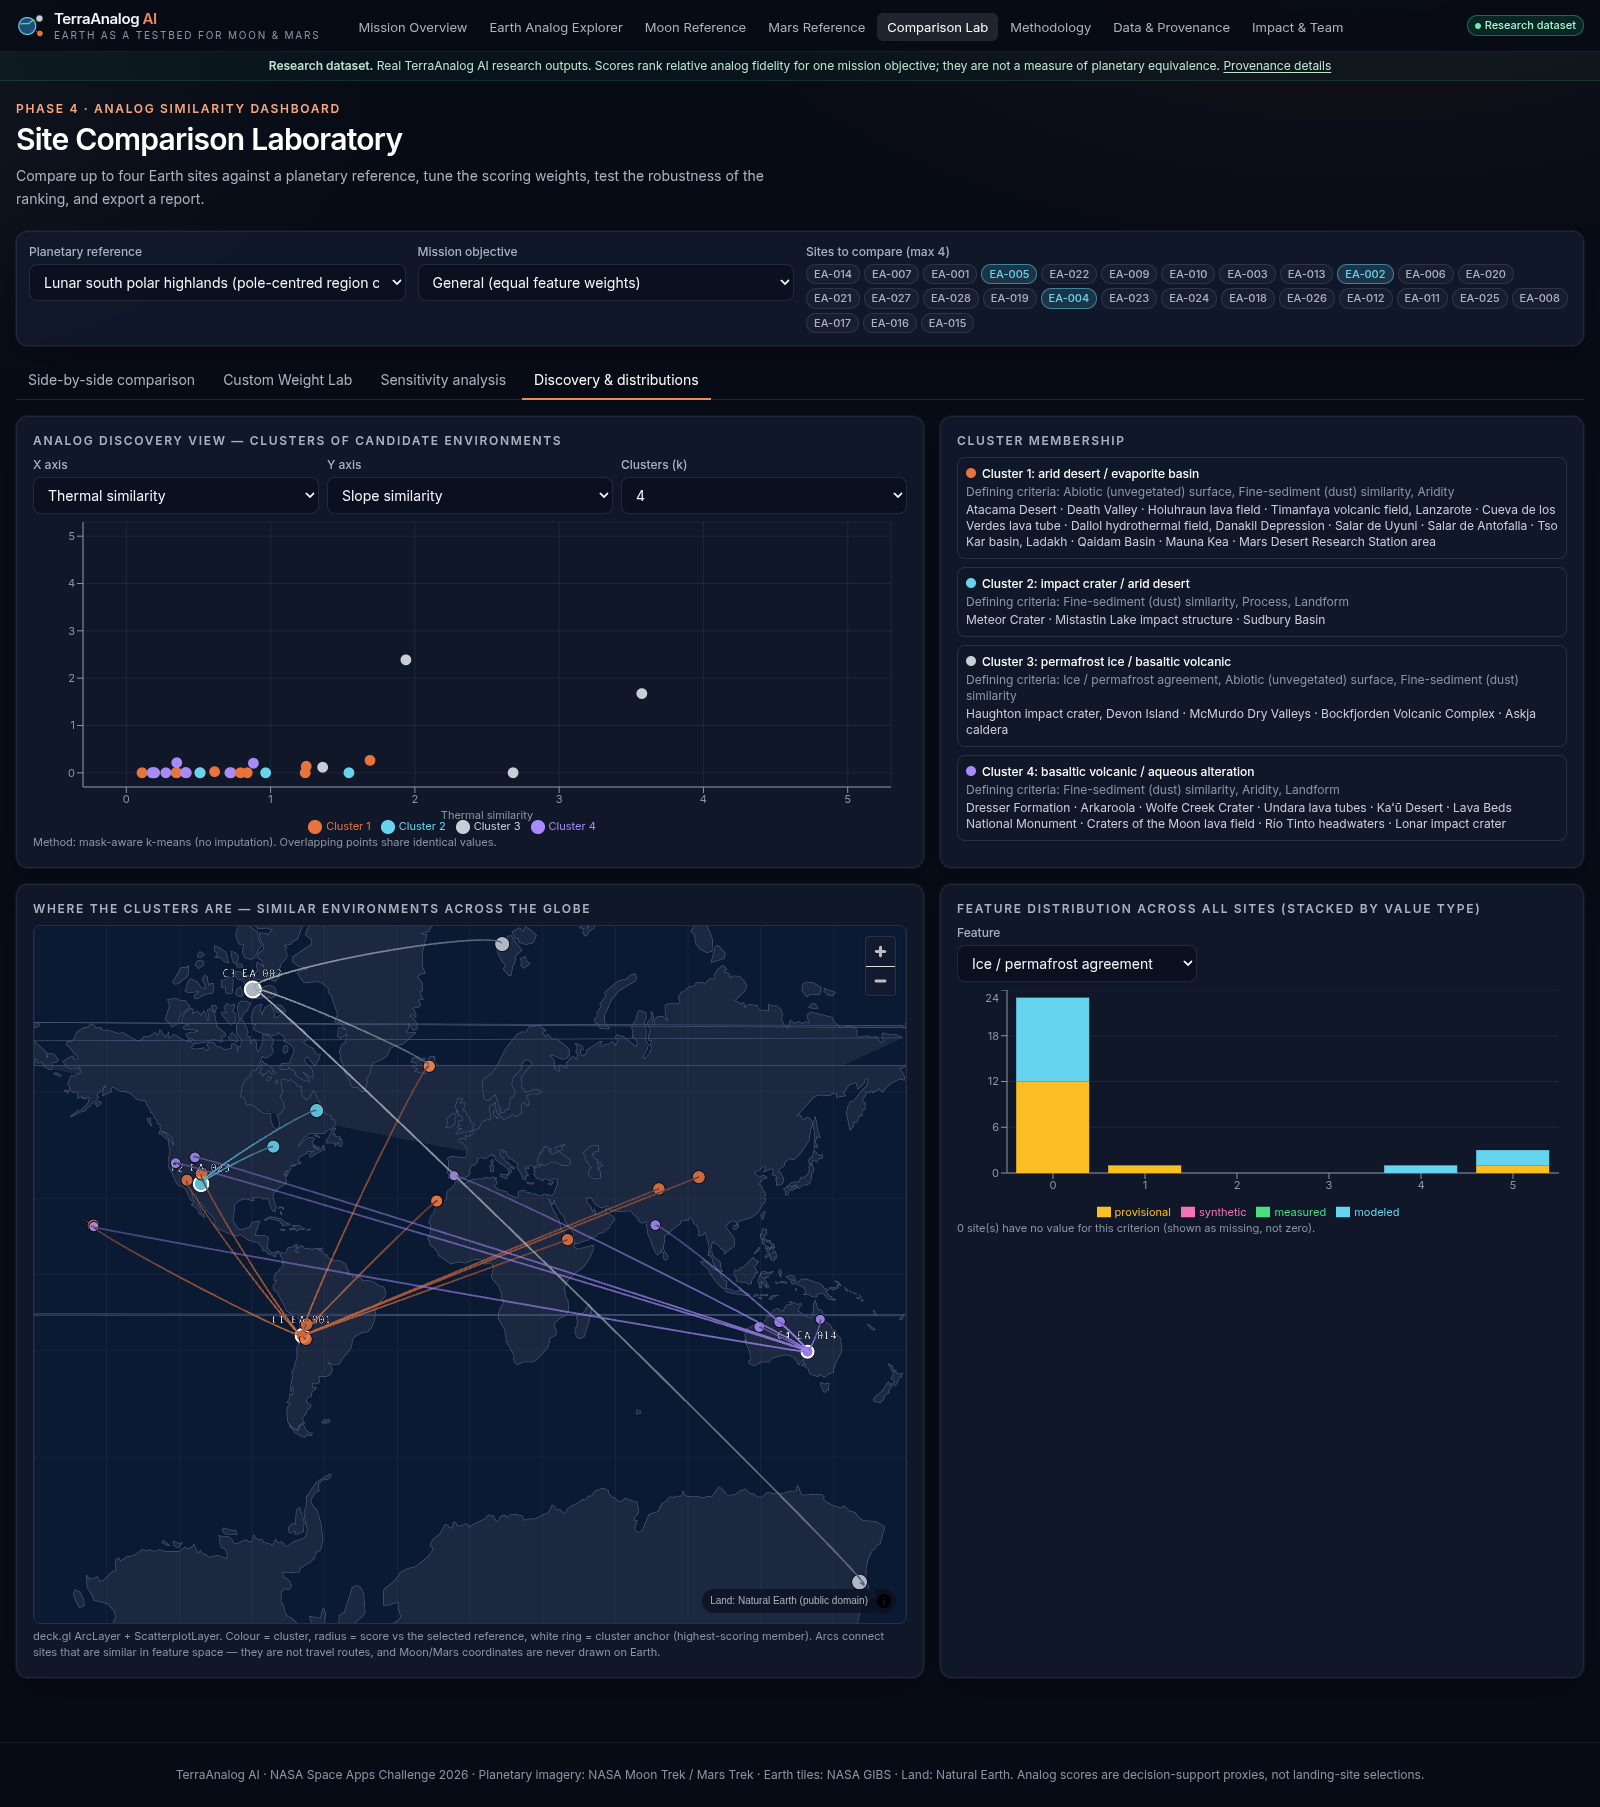 TerraAnalog AI
EARTH AS A TESTBED FOR MOON & MARS
Mission Overview
Earth Analog Explorer
Moon Reference
Mars Reference
Comparison Lab
Methodology
Data & Provenance
Impact & Team
Research dataset
Research dataset. Real TerraAnalog AI research outputs. Scores rank relative analog fidelity for one mission objective; they are not a measure of planetary equivalence. Provenance details
PHASE 4 · ANALOG SIMILARITY DASHBOARD
Site Comparison Laboratory
Compare up to four Earth sites against a planetary reference, tune the scoring weights, test the robustness of the
ranking, and export a report.
Planetary reference
Lunar south polar highlands (pole-centred region c
Mission objective
General (equal feature weights)
Sites to compare (max 4)
EA-014 EA-007 EA-001 EA-005 EA-022 EA-009 EA-010 EA-003 EA-013 EA-002 EA-006 EA-020
EA-021 EA-027 EA-028 EA-019 EA-004 EA-023 EA-024 EA-018 EA-026 EA-012 EA-011 EA-025 EA-008
EA-017 EA-016 EA-015
Side-by-side comparison
Custom Weight Lab
Sensitivity analysis
Discovery & distributions
ANALOG DISCOVERY VIEW — CLUSTERS OF CANDIDATE ENVIRONMENTS
X axis
Thermal similarity
Y axis
Slope similarity
Clusters (k)
4
5
4
3
2
1
0
0 1 2 3 4 5
Thermal similarity
Cluster 1 Cluster 2 Cluster 3 Cluster 4
Method: mask-aware k-means (no imputation). Overlapping points share identical values.
CLUSTER MEMBERSHIP
Cluster 1: arid desert / evaporite basin
Defining criteria: Abiotic (unvegetated) surface, Fine-sediment (dust) similarity, Aridity
Atacama Desert · Death Valley · Holuhraun lava field · Timanfaya volcanic field, Lanzarote · Cueva de los
Verdes lava tube · Dallol hydrothermal field, Danakil Depression · Salar de Uyuni · Salar de Antofalla · Tso
Kar basin, Ladakh · Qaidam Basin · Mauna Kea · Mars Desert Research Station area
Cluster 2: impact crater / arid desert
Defining criteria: Fine-sediment (dust) similarity, Process, Landform
Meteor Crater · Mistastin Lake impact structure · Sudbury Basin
Cluster 3: permafrost ice / basaltic volcanic
Defining criteria: Ice / permafrost agreement, Abiotic (unvegetated) surface, Fine-sediment (dust)
similarity
Haughton impact crater, Devon Island · McMurdo Dry Valleys · Bockfjorden Volcanic Complex · Askja
caldera
Cluster 4: basaltic volcanic / aqueous alteration
Defining criteria: Fine-sediment (dust) similarity, Aridity, Landform
Dresser Formation · Arkaroola · Wolfe Creek Crater · Undara lava tubes · Kaʻū Desert · Lava Beds
National Monument · Craters of the Moon lava field · Río Tinto headwaters · Lonar impact crater
WHERE THE CLUSTERS ARE — SIMILAR ENVIRONMENTS ACROSS THE GLOBE
EA
EA 014
Land: Natural Earth (public domain)
deck.gl ArcLayer + ScatterplotLayer. Colour = cluster, radius = score vs the selected reference, white ring = cluster anchor (highest-scoring member). Arcs connect
sites that are similar in feature space — they are not travel routes, and Moon/Mars coordinates are never drawn on Earth.
FEATURE DISTRIBUTION ACROSS ALL SITES (STACKED BY VALUE TYPE)
Feature
Ice / permafrost agreement
24
18
12
6
0
0 1 2 3 4 5
provisional synthetic measured modeled
0 site(s) have no value for this criterion (shown as missing, not zero).
TerraAnalog AI · NASA Space Apps Challenge 2026 · Planetary imagery: NASA Moon Trek / Mars Trek · Earth tiles: NASA GIBS · Land: Natural Earth. Analog scores are decision-support proxies, not landing-site selections.